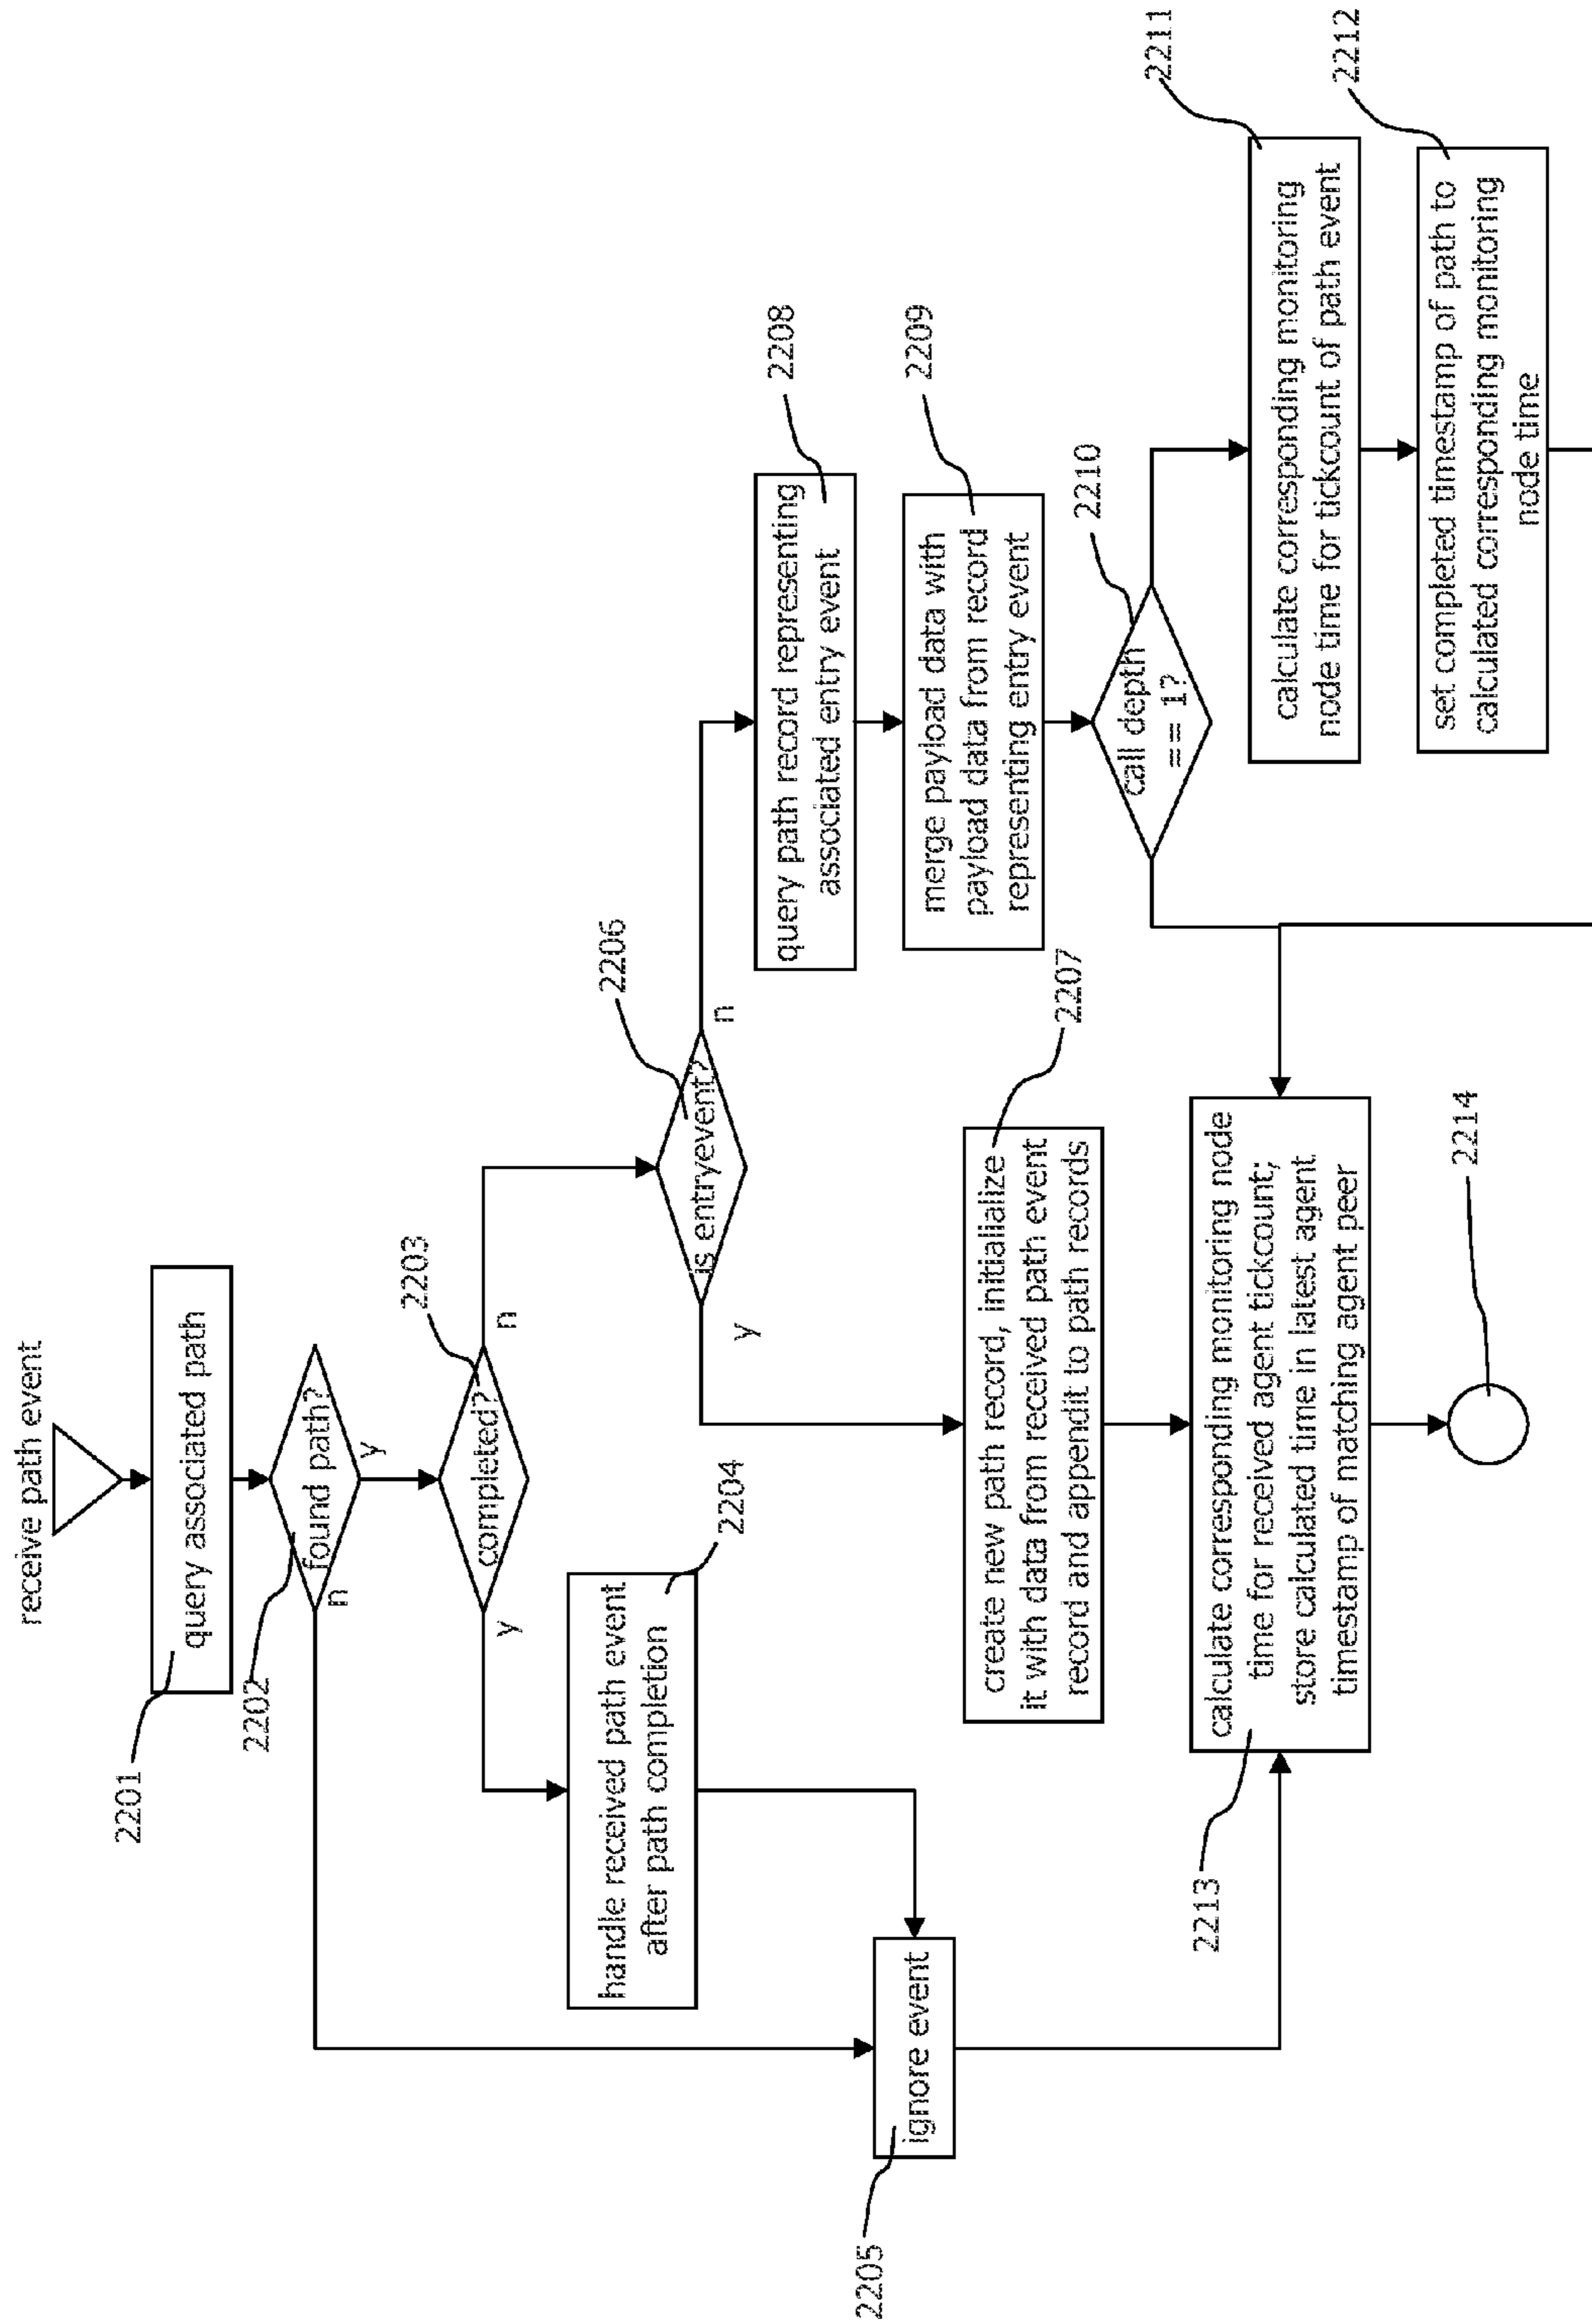 receive path event
2201
query associated path
2202
found path?
n
y
2203
completed?
y
n
2204
handle received path event
after path completion
2206
is entryevent?
y
n
2205
ignore event
2208
query path record representing
associated entry event
2209
merge payload data with
payload data from record
representing entry event
2207
create new path record, initialialize
it with data from received path event
record and appendit to path records
2210
call depth
== 1?
2211
calculate corresponding monitoring
node time for tickcount of path event
2213
calculate corresponding monitoring node
time for received agent tickcount;
store calculated time in latest agent
timestamp of matching agent peer
2212
set completed timestamp of path to
calculated corresponding monitoring
node time
2214